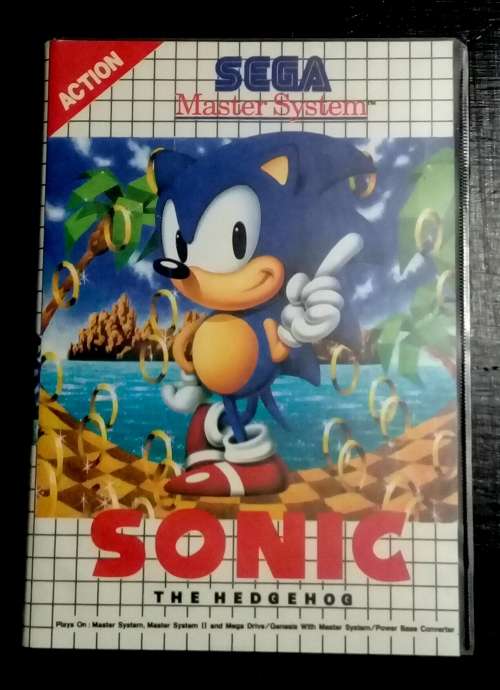 ACTION
SEGA
Master System™
SONIC
THE HEDGEHOG
Plays On: Master System, Master System II and Mega Drive/Genesis With Master System/Power Base Converter